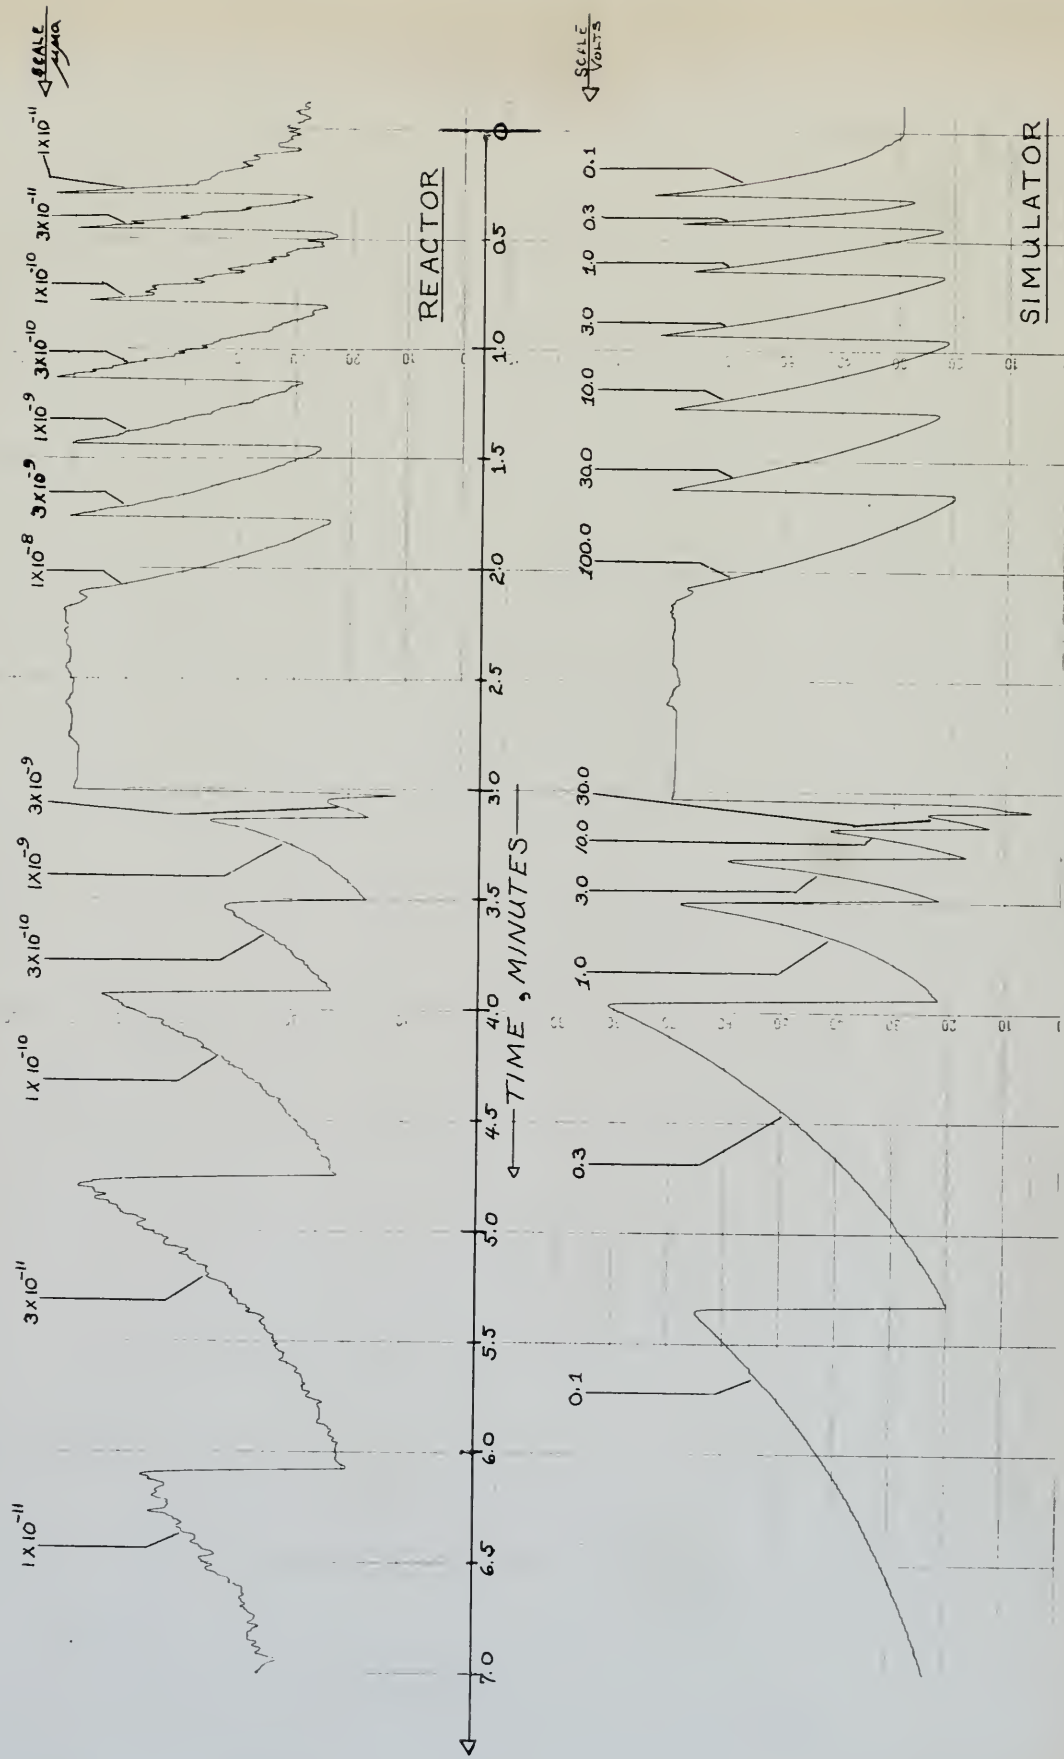 SCALE
1X10⁻¹¹
3X10⁻¹¹
1X10⁻¹⁰
3X10⁻¹⁰
1X10⁻⁹
3X10⁻⁹
1X10⁻⁸
3X10⁻⁹
1X10⁻⁹
3X10⁻¹⁰
1X10⁻¹⁰
3X10⁻¹¹
1X10⁻¹¹
REACTOR
0
0.5
1.0
1.5
2.0
2.5
3.0
3.5
4.0
4.5
5.0
5.5
6.0
6.5
7.0
TIME, MINUTES
SCALE
VOLTS
0.1
0.3
1.0
3.0
10.0
30.0
100.0
30.0
10.0
3.0
1.0
0.3
0.1
SIMULATOR